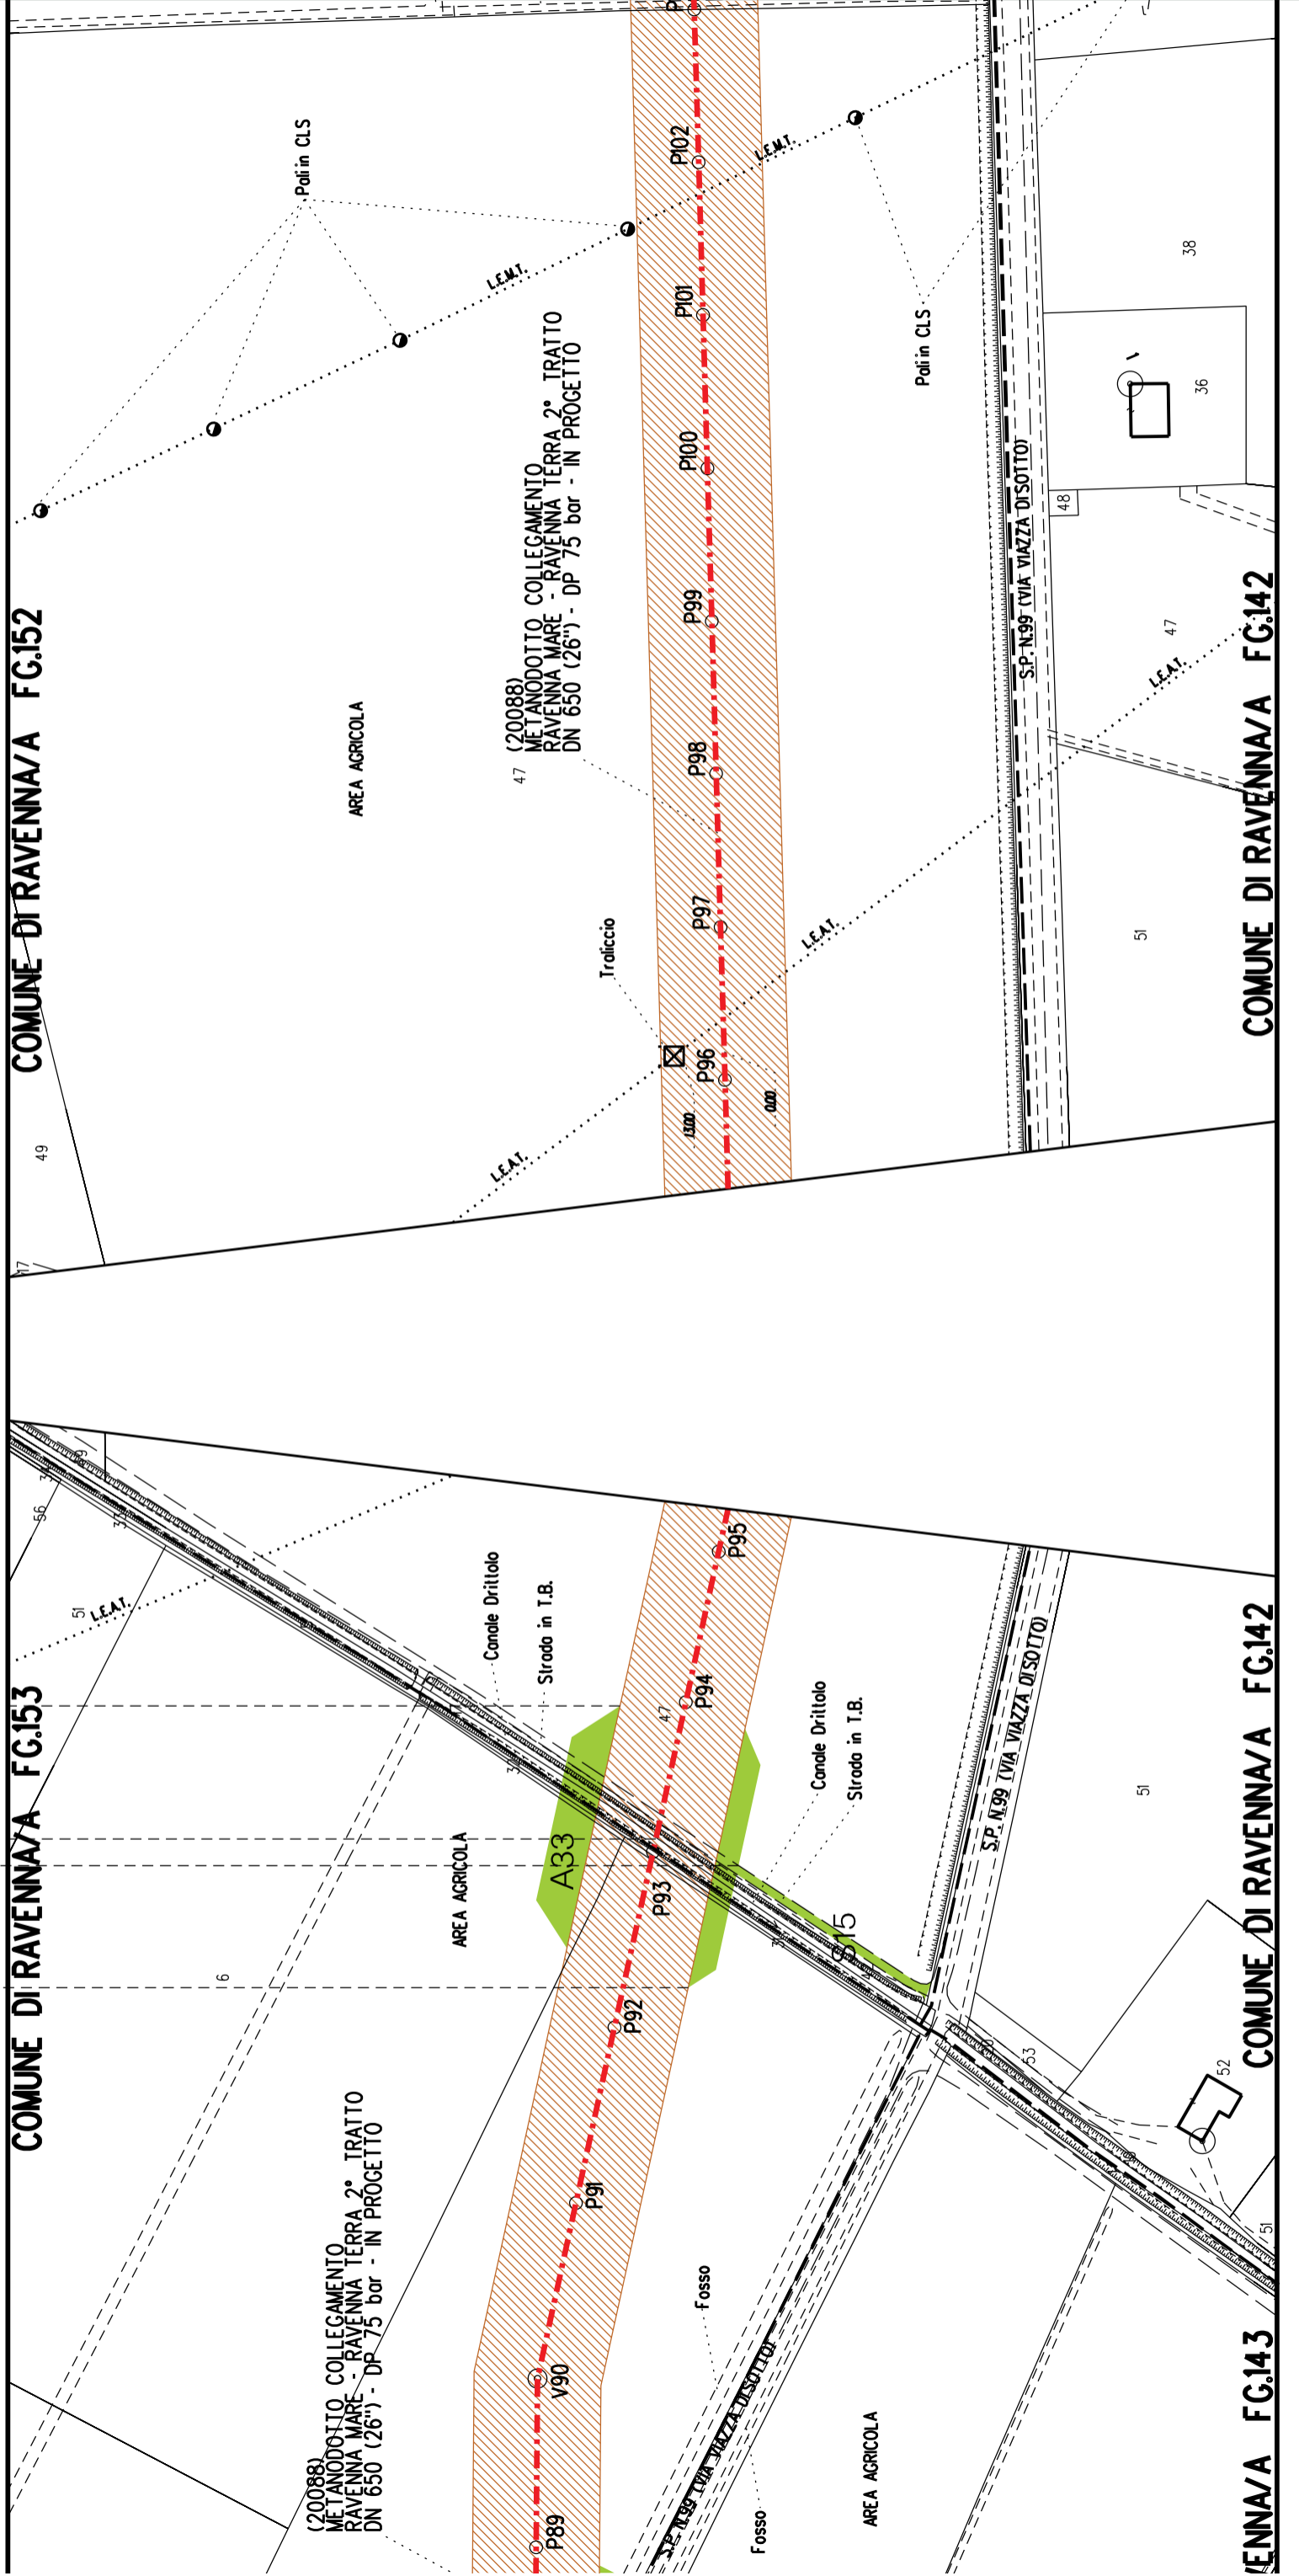 COMUNE DI RAVENNA/A FG.153
COMUNE DI RAVENNA/A FG.152
49
17
56
51
L.E.A.T.
6
Pali in CLS
L.E.M.T.
AREA AGRICOLA
47
(20088)
METANODOTTO COLLEGAMENTO
RAVENNA MARE - RAVENNA TERRA 2° TRATTO
DN 650 (26") - DP 75 bar - IN PROGETTO
(20088)
METANODOTTO COLLEGAMENTO
RAVENNA MARE - RAVENNA TERRA 2° TRATTO
DN 650 (26") - DP 75 bar - IN PROGETTO
AREA AGRICOLA
Canale Drittolo
Strada in T.B.
A33
L.E.A.T.
Traliccio
P89
V90
P91
P92
P93
P94
47
P95
P96
P97
P98
P99
P100
P101
P102
L.E.M.T.
13.00
0.00
L.E.A.T.
Fosso
Fosso
S.P. N.99 (VIA VIAZZA DI SOTTO)
AREA AGRICOLA
S15
Canale Drittolo
Strada in T.B.
S.P. N.99 (VIA VIAZZA DI SOTTO)
Pali in CLS
S.P. N.99 (VIA VIAZZA DI SOTTO)
53
52
51
51
51
L.E.A.T.
47
48
36
38
ENNA/A FG.143
COMUNE DI RAVENNA/A FG.142
COMUNE DI RAVENNA/A FG.142